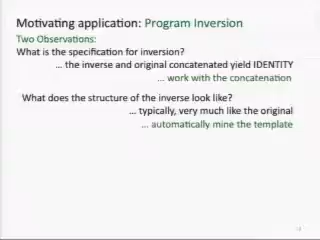 Motivating application: Program Inversion
Two Observations:
What is the specification for inversion?
... the inverse and original concatenated yield IDENTITY
... work with the concatenation
What does the structure of the inverse look like?
... typically, very much like the original
... automatically mine the template